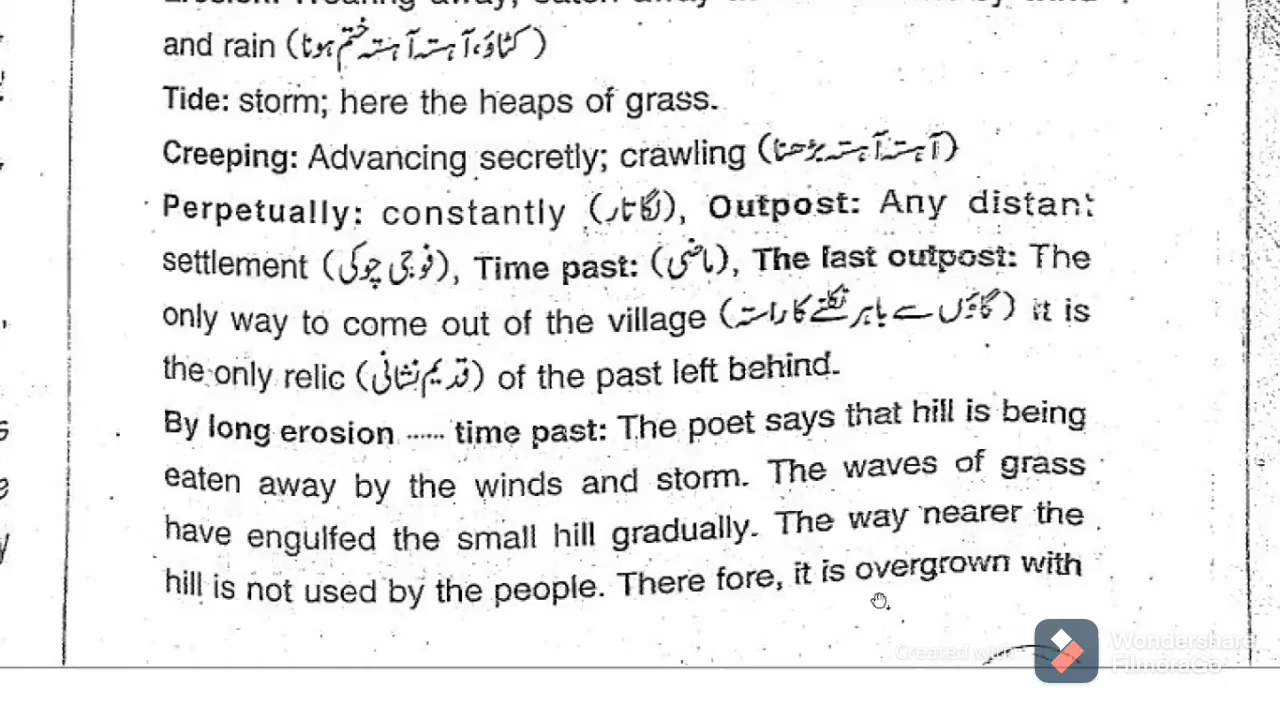 and rain (کٹاؤ، آہستہ آہستہ ختم ہونا)
Tide: storm; here the heaps of grass.
Creeping: Advancing secretly; crawling (آہستہ آہستہ بڑھنا)
Perpetually: constantly (لگاتار), Outpost: Any distant
settlement (فوجی چوکی), Time past: (ماضی), The last outpost: The
only way to come out of the village (گاؤں سے باہر نکلنے کا راستہ) it is
the only relic (قدیم نشانی) of the past left behind.
By long erosion ...... time past: The poet says that hill is being
eaten away by the winds and storm. The waves of grass
have engulfed the small hill gradually. The way nearer the
hill is not used by the people. There fore, it is overgrown with
Created with
Wondershare
FilmoraGo